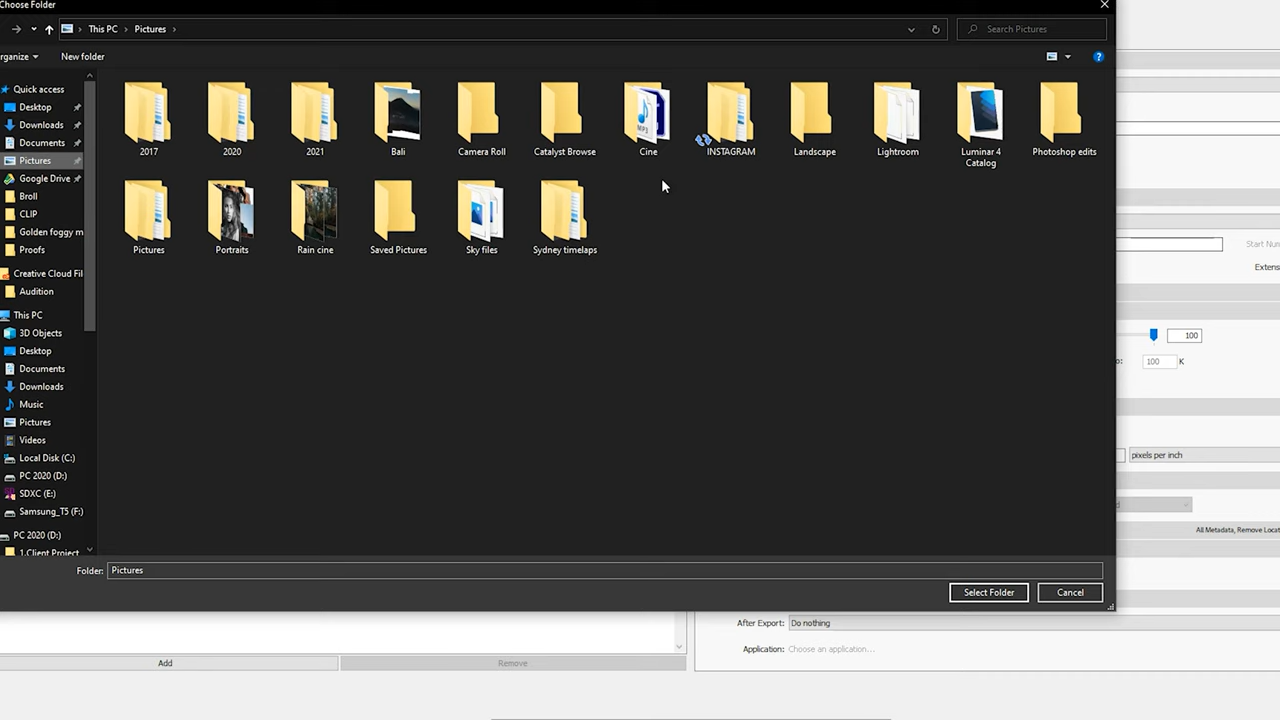 Choose Folder
This PC
Pictures
Search Pictures
rganize
New folder
Quick access
Desktop
Downloads
Documents
Pictures
Google Drive
Broll
CLIP
Golden foggy m
Proofs
Creative Cloud Fil
Audition
This PC
3D Objects
Desktop
Documents
Downloads
Music
Pictures
Videos
Local Disk (C:)
PC 2020 (D:)
SDXC (E:)
Samsung_T5 (F:)
PC 2020 (D:)
1.Client Project
2017
2020
2021
Bali
Camera Roll
Catalyst Browse
MP3
Cine
INSTAGRAM
Landscape
Lightroom
Luminar 4
Catalog
Photoshop edits
Pictures
Portraits
Rain cine
Saved Pictures
Sky files
Sydney timelaps
Folder: Pictures
Select Folder
Cancel
Start Num
Extens
100
o: 100 K
pixels per inch
d
All Metadata, Remove Locat
After Export: Do nothing
Application: Choose an application...
Add
Remove